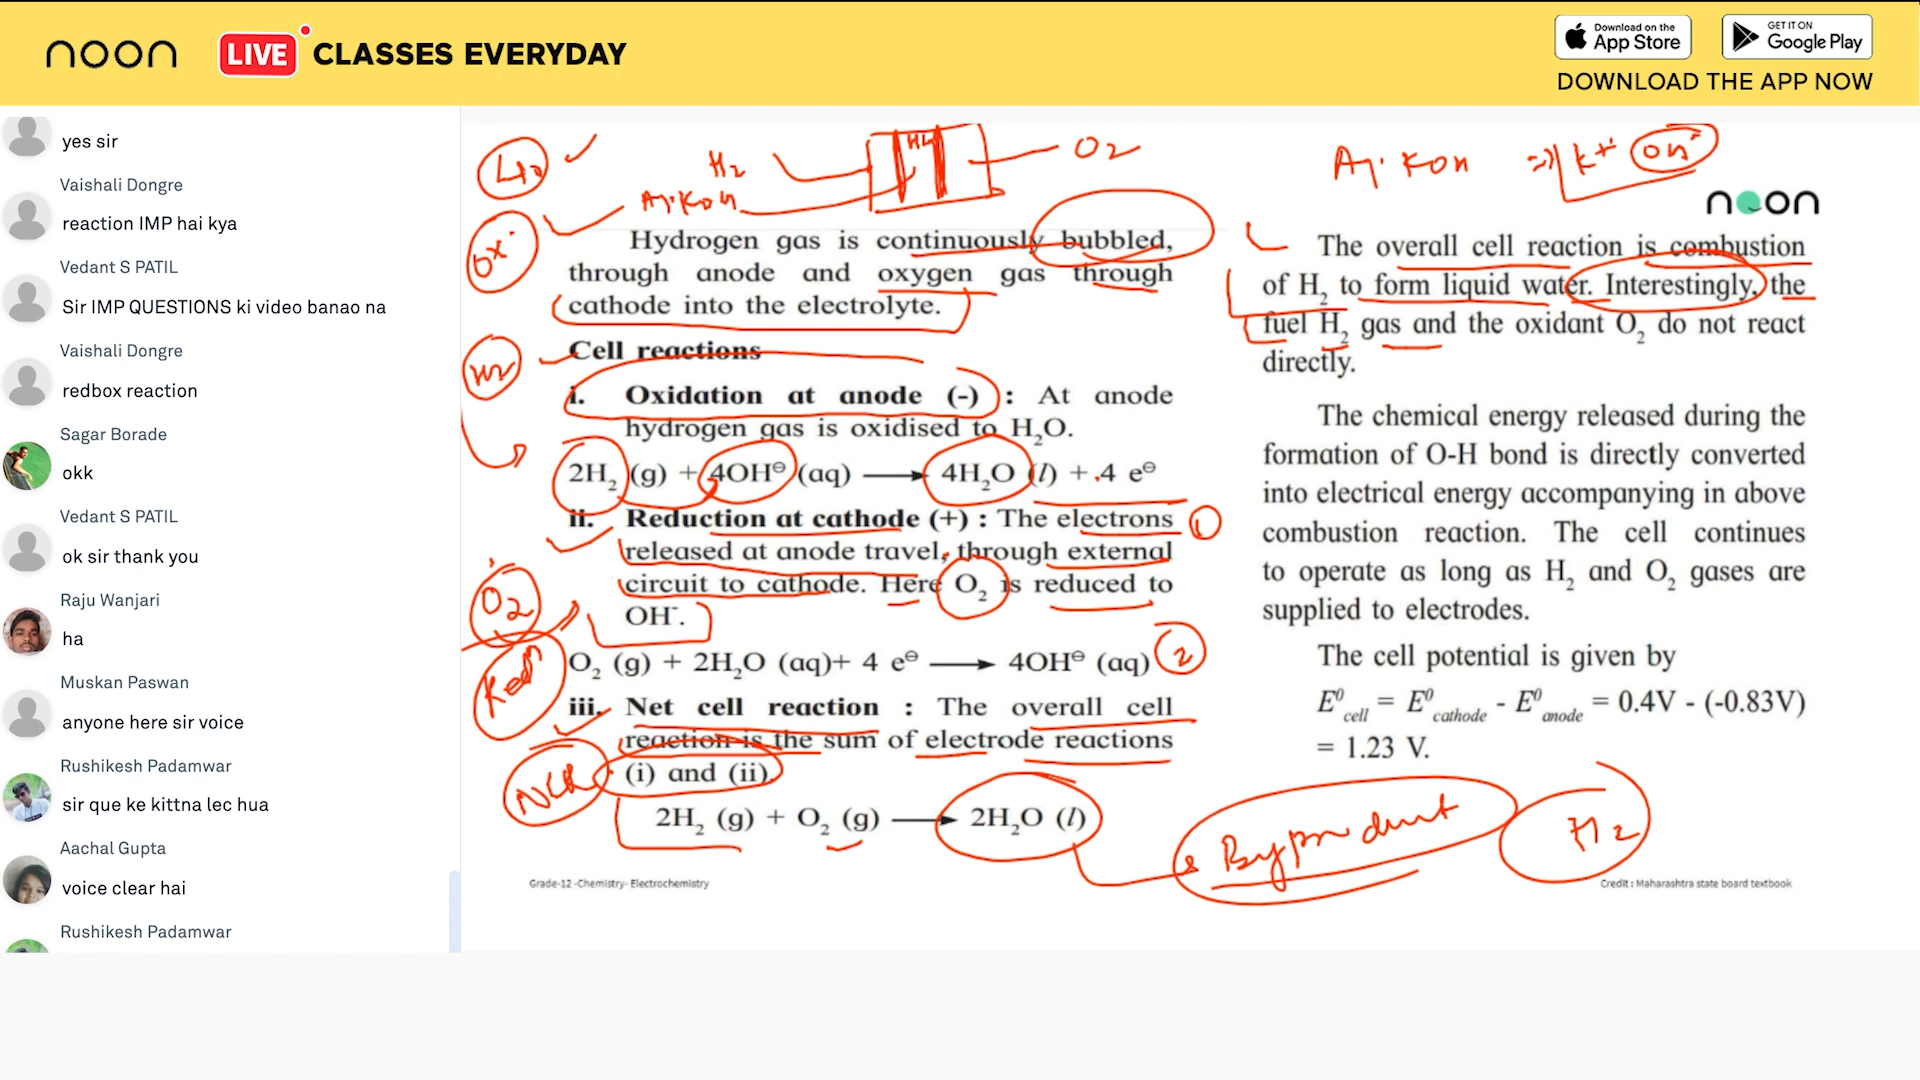 noon LIVE CLASSES EVERYDAY
Download on the App Store
GET IT ON Google Play
DOWNLOAD THE APP NOW
yes sir
Vaishali Dongre
reaction IMP hai kya
Vedant S PATIL
Sir IMP QUESTIONS ki video banao na
Vaishali Dongre
redbox reaction
Sagar Borade
okk
Vedant S PATIL
ok sir thank you
Raju Wanjari
ha
Muskan Paswan
anyone here sir voice
Rushikesh Padamwar
sir que ke kittna lec hua
Aachal Gupta
voice clear hai
Rushikesh Padamwar
H₂
O₂
Aq. KOH
Hydrogen gas is continuously bubbled,
through anode and oxygen gas through
cathode into the electrolyte.
Cell reactions
i. Oxidation at anode (-) : At anode
hydrogen gas is oxidised to H₂O.
2H₂ (g) + 4OH⊖ (aq) ⟶ 4H₂O (l) + 4 e⊖
ii. Reduction at cathode (+) : The electrons
①
released at anode travel, through external
circuit to cathode. Here O₂ is reduced to
OH⁻.
O₂
O₂ (g) + 2H₂O (aq)+ 4 e⊖ ⟶ 4OH⊖ (aq)
②
Redⁿ
iii. Net cell reaction : The overall cell
reaction is the sum of electrode reactions
(i) and (ii).
NCR
2H₂ (g) + O₂ (g) ⟶ 2H₂O (l)
Grade-12 -Chemistry- Electrochemistry
Aq. KOH ⇒ K⁺ OH⁻
noon
The overall cell reaction is combustion
of H₂ to form liquid water. Interestingly, the
fuel H₂ gas and the oxidant O₂ do not react
directly.
The chemical energy released during the
formation of O-H bond is directly converted
into electrical energy accompanying in above
combustion reaction. The cell continues
to operate as long as H₂ and O₂ gases are
supplied to electrodes.
The cell potential is given by
E⁰cell = E⁰cathode - E⁰anode = 0.4V - (-0.83V)
= 1.23 V.
Byproduct
H₂
Credit : Maharashtra state board textbook